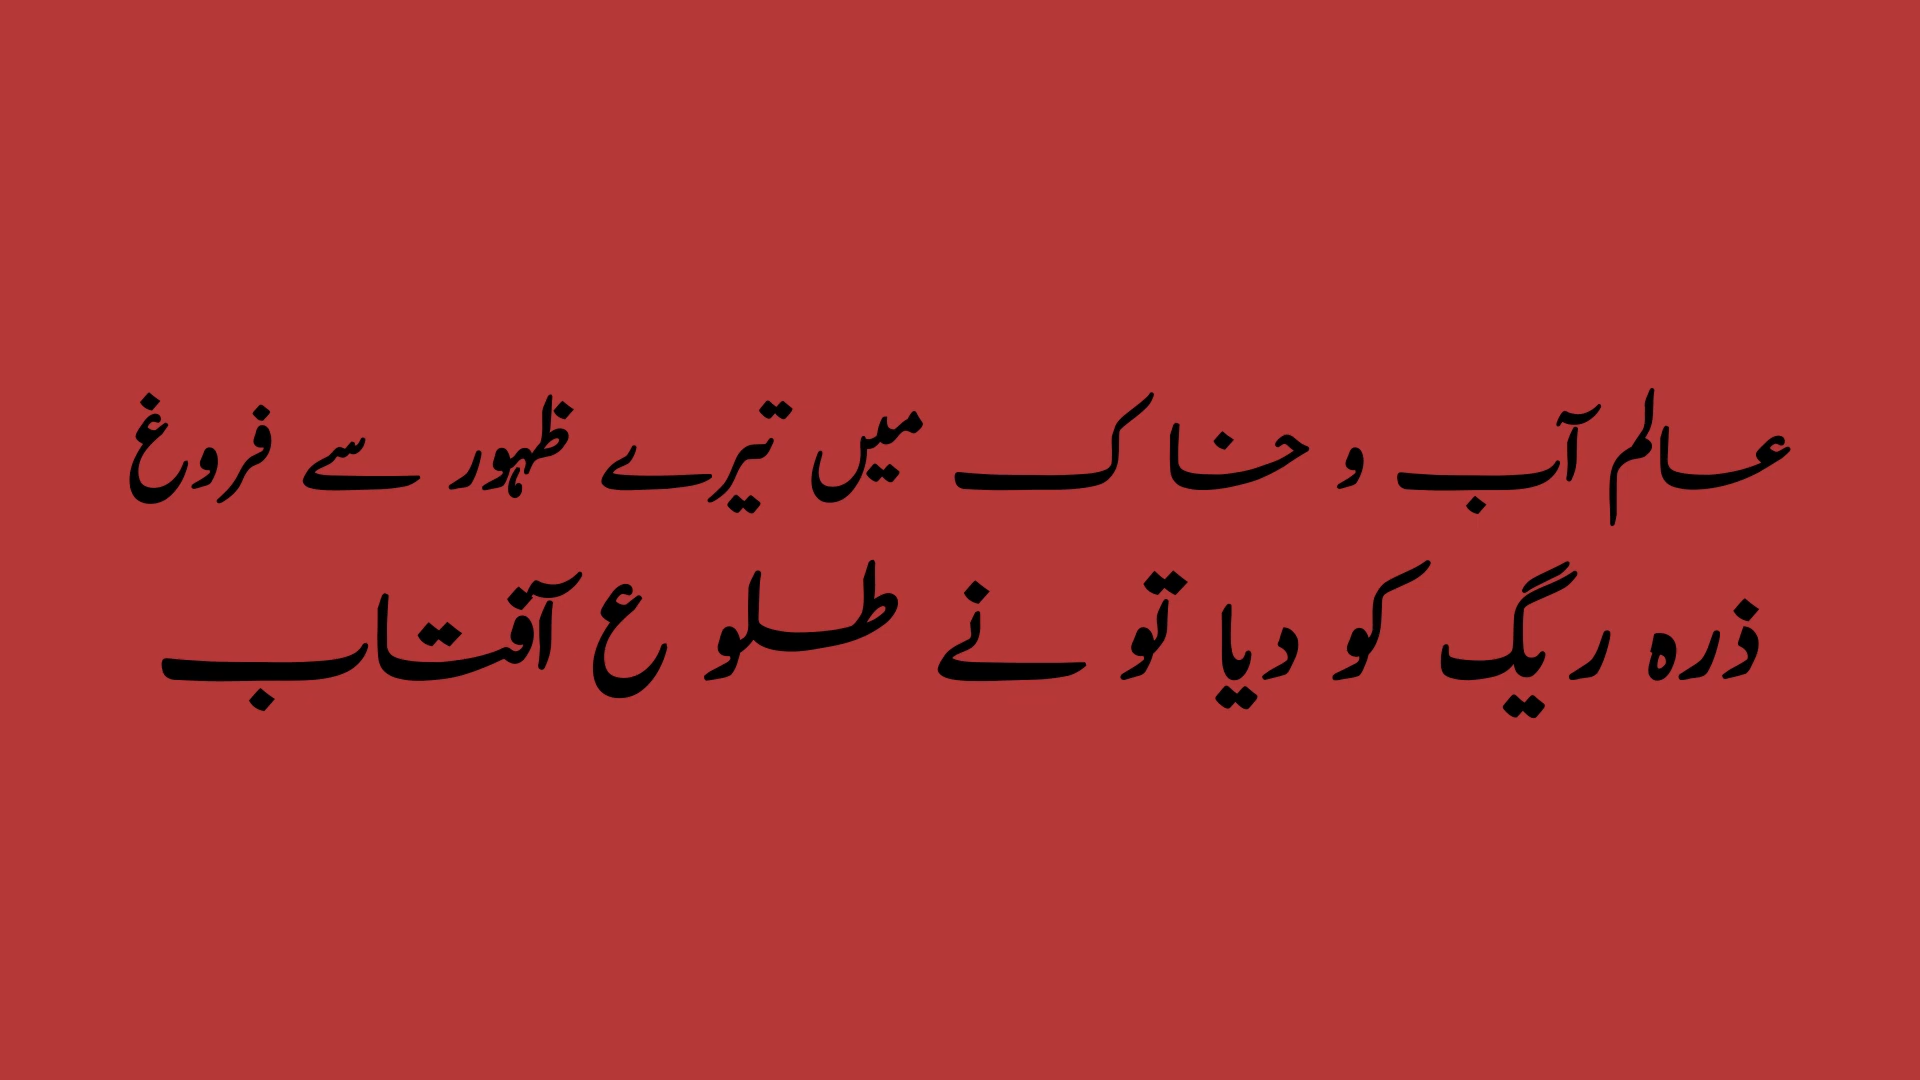 عالم آب و خاک میں تیرے ظہور سے فروغ
ذرہ ریگ کو دیا تو نے طلوع آفتاب